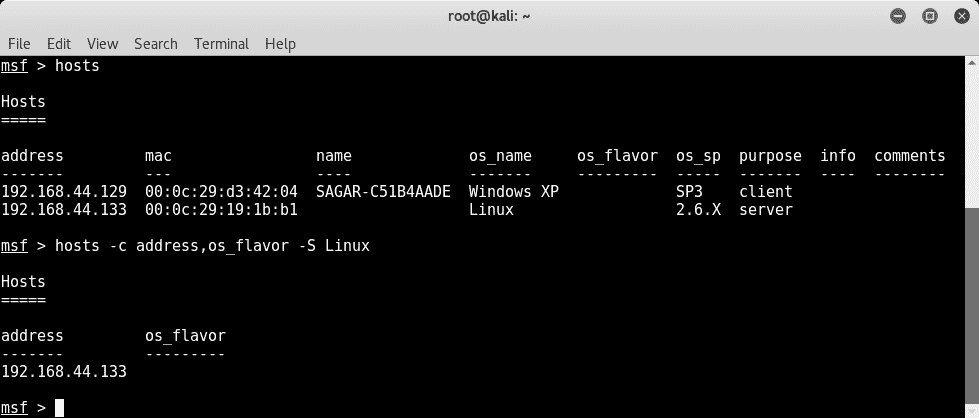 root@kali: ~
File Edit View Search Terminal Help
msf > hosts
Hosts
=====
address mac name os_name os_flavor os_sp purpose info comments
------- --- ---- ------- --------- ----- ------- ---- --------
192.168.44.129 00:0c:29:d3:42:04 SAGAR-C51B4AADE Windows XP SP3 client
192.168.44.133 00:0c:29:19:1b:b1 Linux 2.6.X server
msf > hosts -c address,os_flavor -S Linux
Hosts
=====
address os_flavor
------- ---------
192.168.44.133
msf >